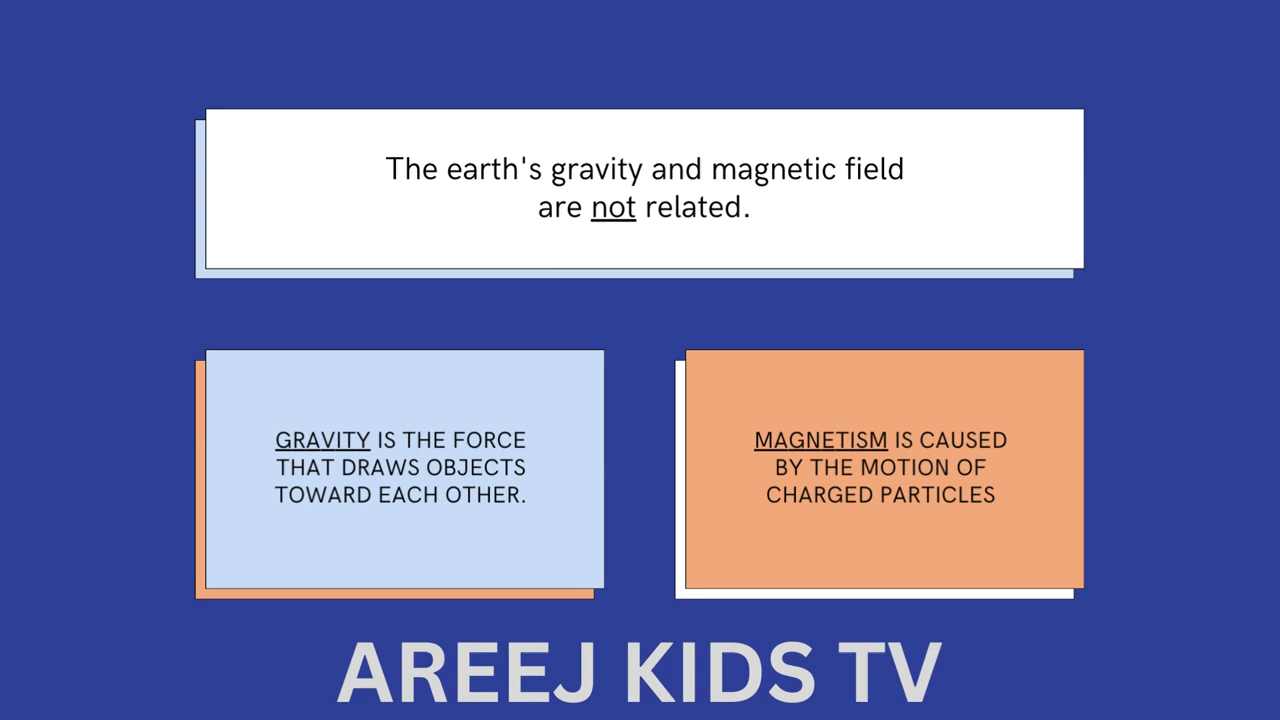 The earth's gravity and magnetic field
are not related.
GRAVITY IS THE FORCE
THAT DRAWS OBJECTS
TOWARD EACH OTHER.
MAGNETISM IS CAUSED
BY THE MOTION OF
CHARGED PARTICLES
AREEJ KIDS TV